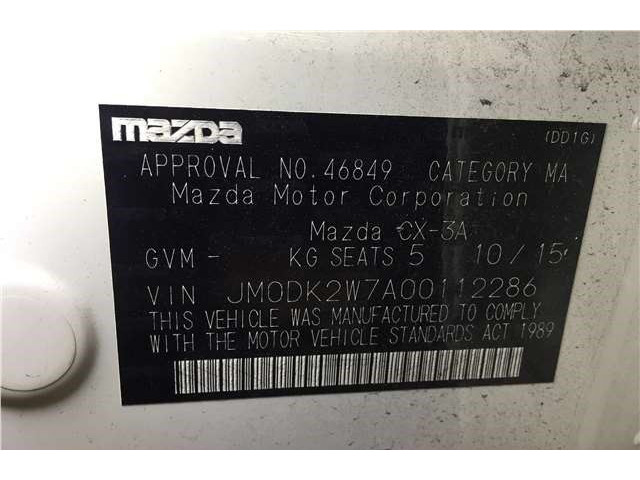 mazda
(DD1G)
APPROVAL NO.46849 CATEGORY MA
Mazda Motor Corporation
Mazda CX-3A
GVM - KG SEATS 5 10/15
VIN JM0DK2W7A00112286
THIS VEHICLE WAS MANUFACTURED TO COMPLY
WITH THE MOTOR VEHICLE STANDARDS ACT 1989